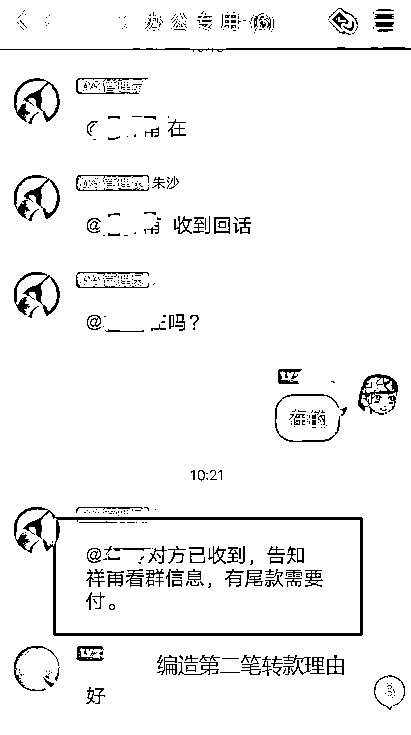 办公专用
管理员
@ 在
管理员 朱沙
@ 收到回话
管理员
@ 吗?
在的
10:21
@ 对方已收到，告知
祥甫看群信息，有尾款需要
付。
编造第二笔转款理由
好